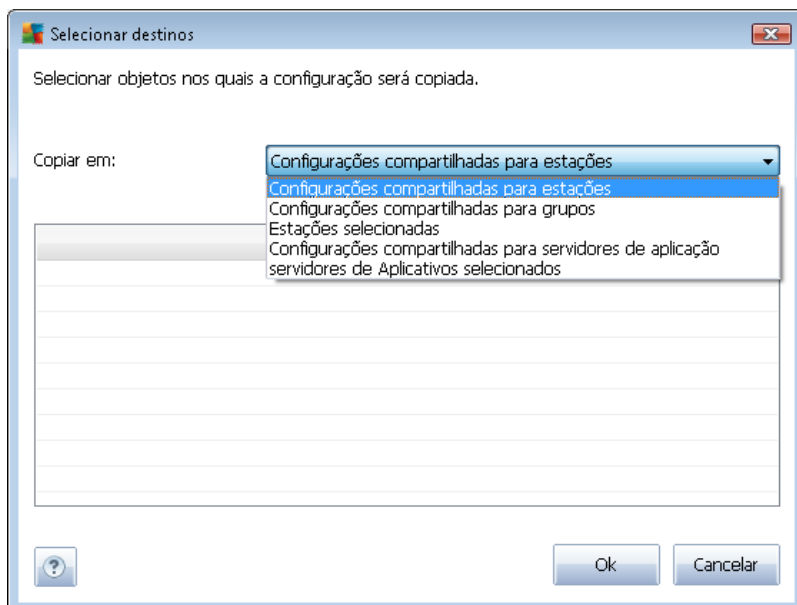 Selecionar destinos
Selecionar objetos nos quais a configuração será copiada.
Copiar em:
Configurações compartilhadas para estações
Configurações compartilhadas para estações
Configurações compartilhadas para grupos
Estações selecionadas
Configurações compartilhadas para servidores de aplicação
servidores de Aplicativos selecionados
?
Ok
Cancelar